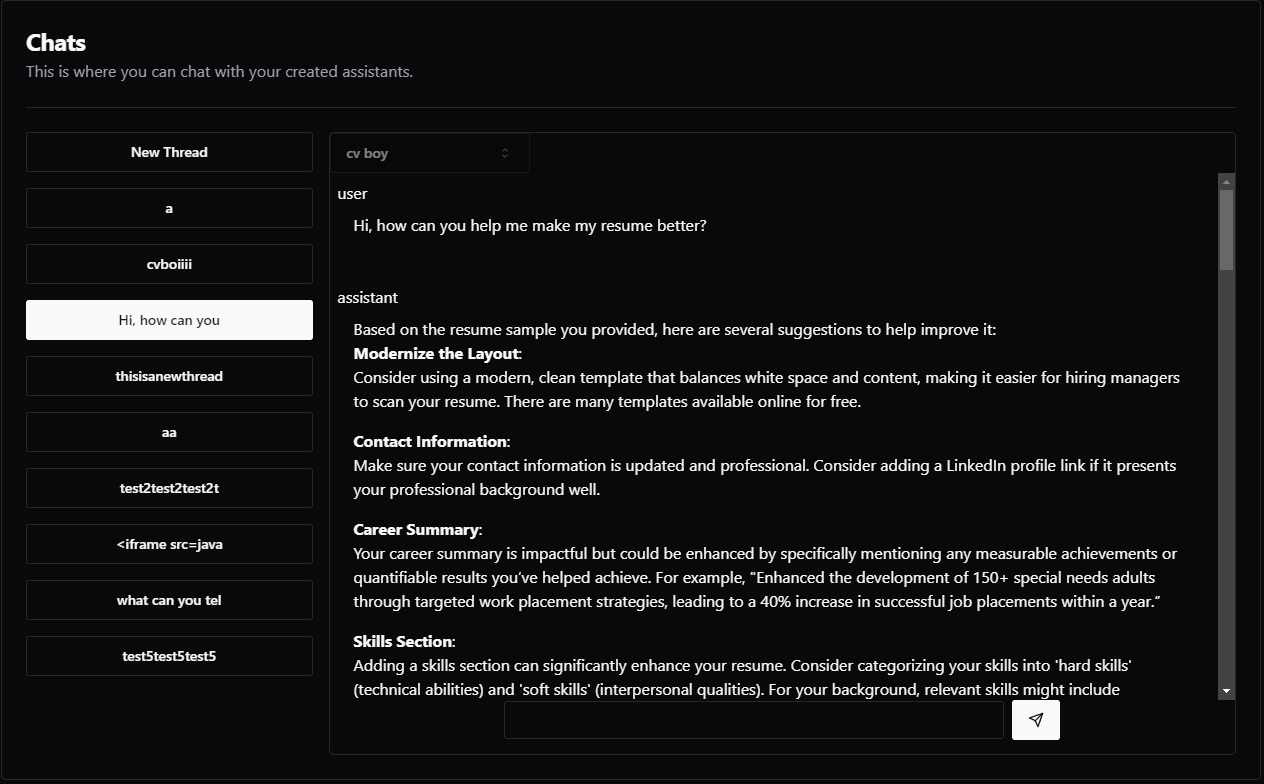 Chats
This is where you can chat with your created assistants.
New Thread
a
cvboiiii
Hi, how can you
thisisanewthread
aa
test2test2test2t
<iframe src=java
what can you tel
test5test5test5
cv boy
user
Hi, how can you help me make my resume better?
assistant
Based on the resume sample you provided, here are several suggestions to help improve it:
Modernize the Layout:
Consider using a modern, clean template that balances white space and content, making it easier for hiring managers
to scan your resume. There are many templates available online for free.
Contact Information:
Make sure your contact information is updated and professional. Consider adding a LinkedIn profile link if it presents
your professional background well.
Career Summary:
Your career summary is impactful but could be enhanced by specifically mentioning any measurable achievements or
quantifiable results you’ve helped achieve. For example, "Enhanced the development of 150+ special needs adults
through targeted work placement strategies, leading to a 40% increase in successful job placements within a year.”
Skills Section:
Adding a skills section can significantly enhance your resume. Consider categorizing your skills into 'hard skills'
(technical abilities) and 'soft skills' (interpersonal qualities). For your background, relevant skills might include